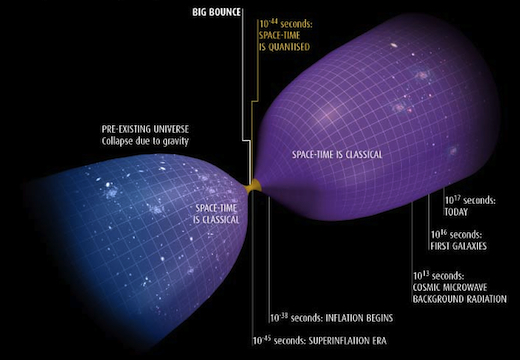 BIG BOUNCE
10⁻⁴⁴ seconds:
SPACE-TIME
IS QUANTISED
PRE-EXISTING UNIVERSE
Collapse due to gravity
SPACE-TIME IS CLASSICAL
SPACE-TIME
IS CLASSICAL
10¹⁷ seconds:
TODAY
10¹⁶ seconds:
FIRST GALAXIES
10¹³ seconds:
COSMIC MICROWAVE
BACKGROUND RADIATION
10⁻³⁸ seconds: INFLATION BEGINS
10⁻⁴⁵ seconds: SUPERINFLATION ERA